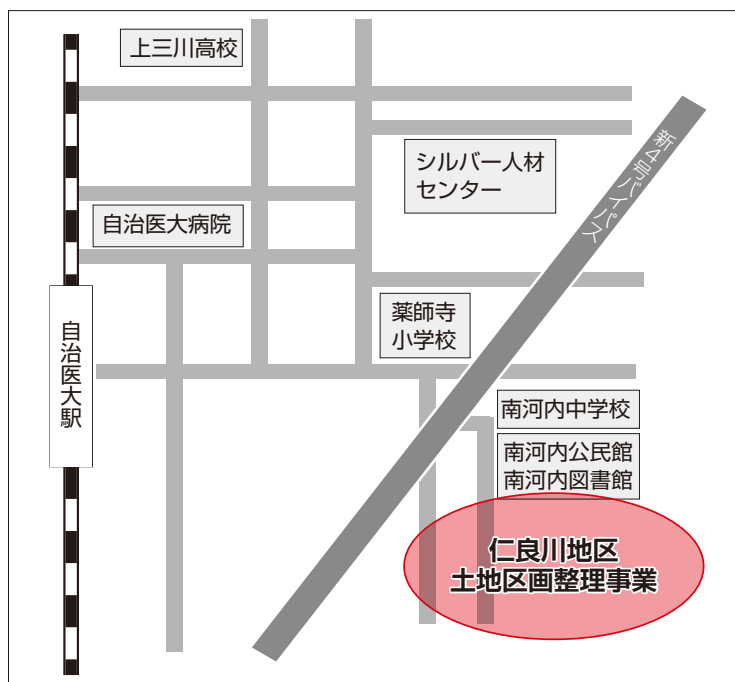 上三川高校
新4号バイパス
シルバー人材
センター
自治医大病院
薬師寺
小学校
自治医大駅
南河内中学校
南河内公民館
南河内図書館
仁良川地区
土地区画整理事業